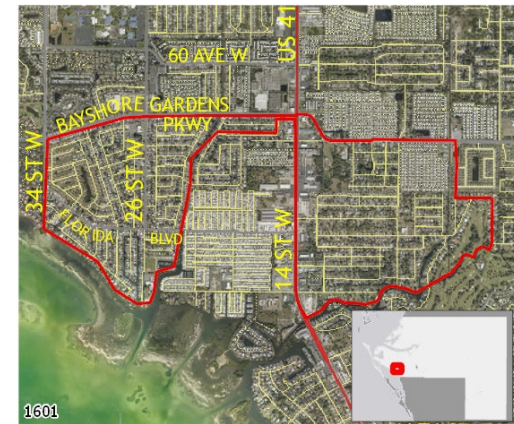 US 41
60 AVE W
BAYSHORE GARDENS
PKWY
34 ST W
26 ST W
FLORIDA
BLVD
14 ST W
1601